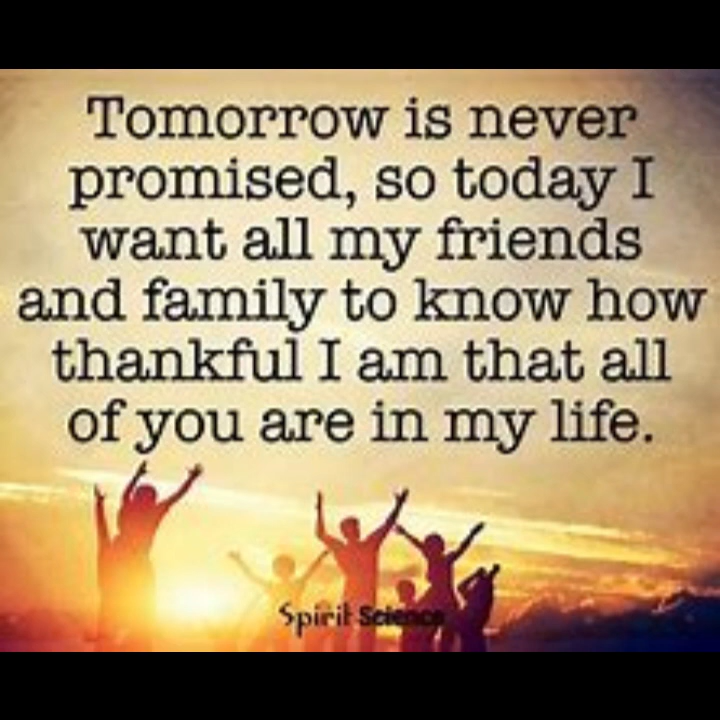 Tomorrow is never
promised, so today I
want all my friends
and family to know how
thankful I am that all
of you are in my life.
Spirit Science